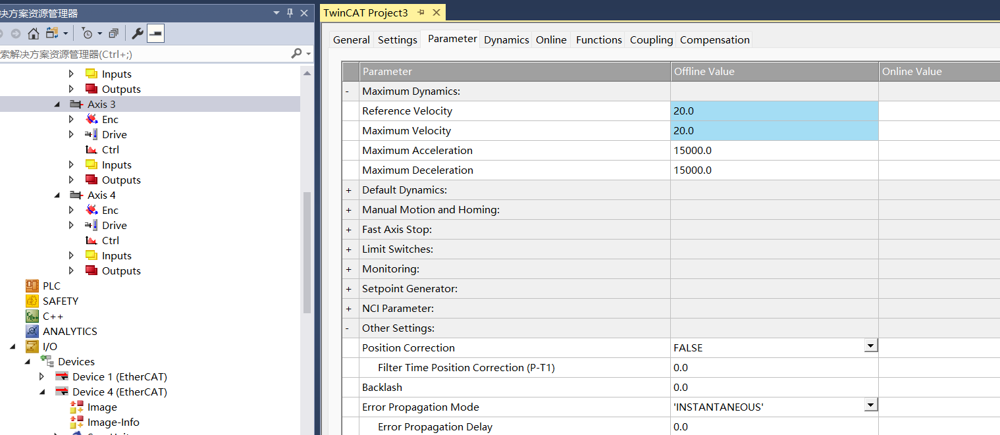 决方案资源管理器
索解决方案资源管理器(Ctrl+;)
Inputs
Outputs
Axis 3
Enc
Drive
Ctrl
Inputs
Outputs
Axis 4
Enc
Drive
Ctrl
Inputs
Outputs
PLC
SAFETY
C++
ANALYTICS
I/O
Devices
Device 1 (EtherCAT)
Device 4 (EtherCAT)
Image
Image-Info
TwinCAT Project3
General Settings Parameter Dynamics Online Functions Coupling Compensation
Parameter Offline Value Online Value
- Maximum Dynamics:
Reference Velocity 20.0
Maximum Velocity 20.0
Maximum Acceleration 15000.0
Maximum Deceleration 15000.0
+ Default Dynamics:
+ Manual Motion and Homing:
+ Fast Axis Stop:
+ Limit Switches:
+ Monitoring:
+ Setpoint Generator:
+ NCI Parameter:
- Other Settings:
Position Correction FALSE
Filter Time Position Correction (P-T1) 0.0
Backlash 0.0
Error Propagation Mode 'INSTANTANEOUS'
Error Propagation Delay 0.0